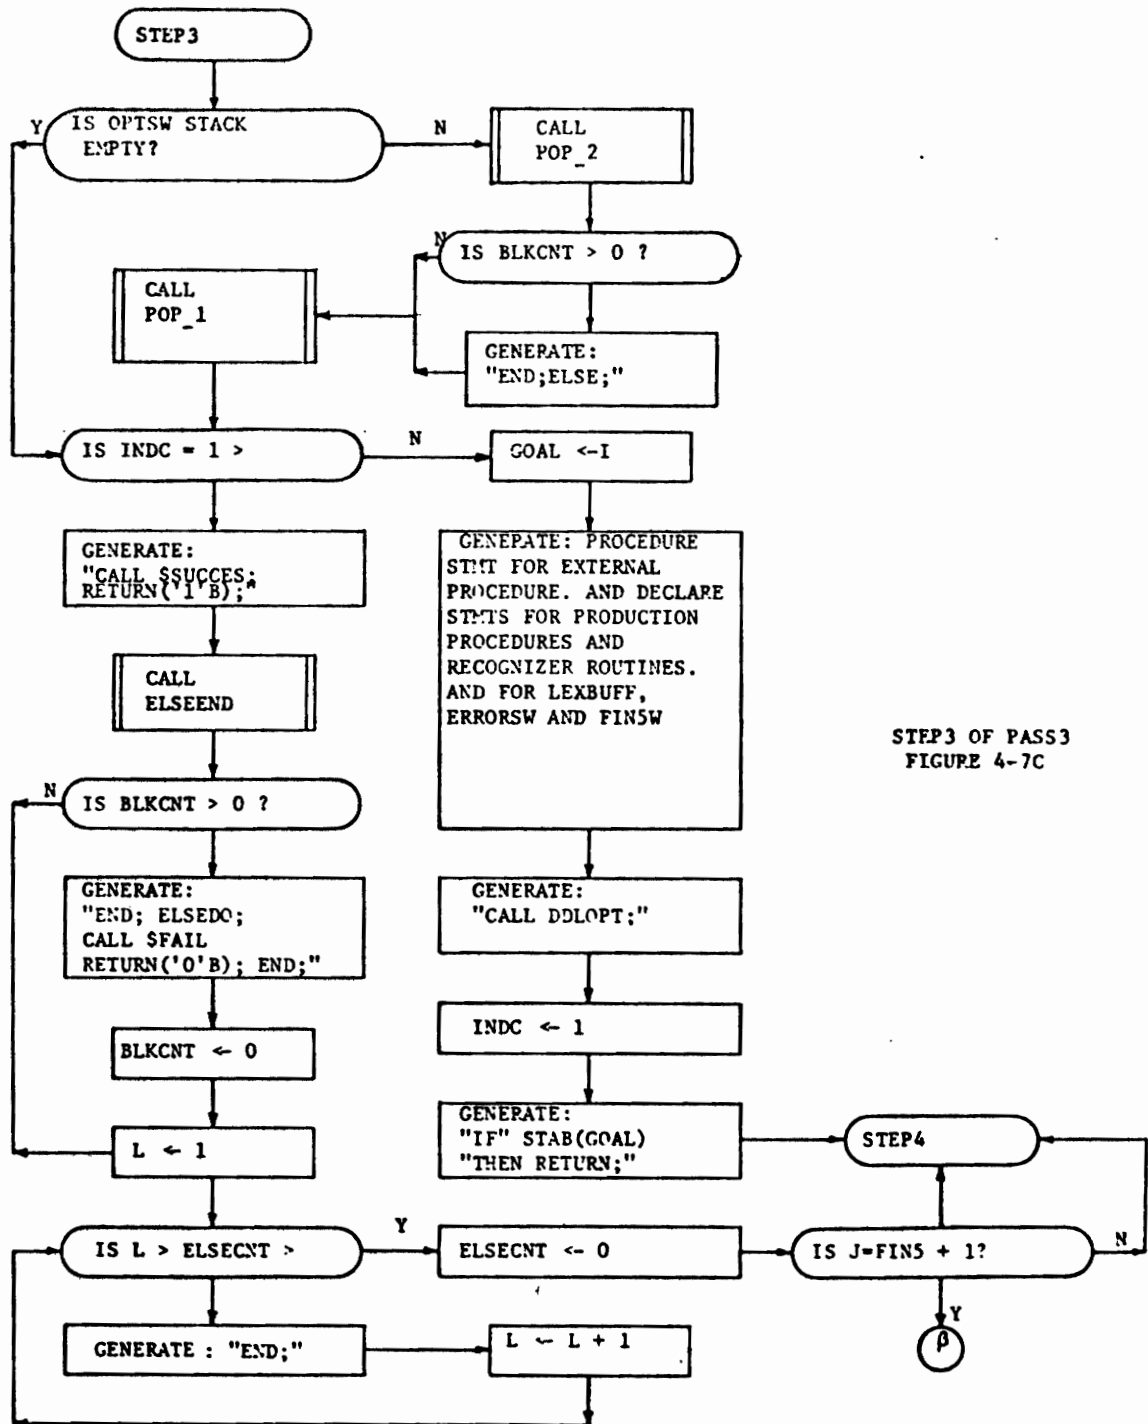 STEP3
Y
IS OPTSW STACK
EMPTY?
N
CALL
POP_2
N
IS BLKCNT > 0 ?
CALL
POP_1
GENERATE:
"END;ELSE;"
IS INDC = 1 >
N
GOAL <-I
GENERATE:
"CALL $SUCCES;
RETURN('1'B);"
GENERATE: PROCEDURE
STMT FOR EXTERNAL
PROCEDURE. AND DECLARE
STMTS FOR PRODUCTION
PROCEDURES AND
RECOGNIZER ROUTINES.
AND FOR LEXBUFF,
ERRORSW AND FIN5W
CALL
ELSEEND
STEP3 OF PASS3
FIGURE 4-7C
N
IS BLKCNT > 0 ?
GENERATE:
"END; ELSEDO;
CALL $FAIL
RETURN('0'B); END;"
GENERATE:
"CALL DDLOPT;"
BLKCNT <- 0
INDC <- 1
L <- 1
GENERATE:
"IF" STAB(GOAL)
"THEN RETURN;"
STEP4
IS L > ELSECNT >
Y
ELSECNT <- 0
IS J=FIN5 + 1?
N
Y
β
GENERATE : "END;"
L <- L + 1